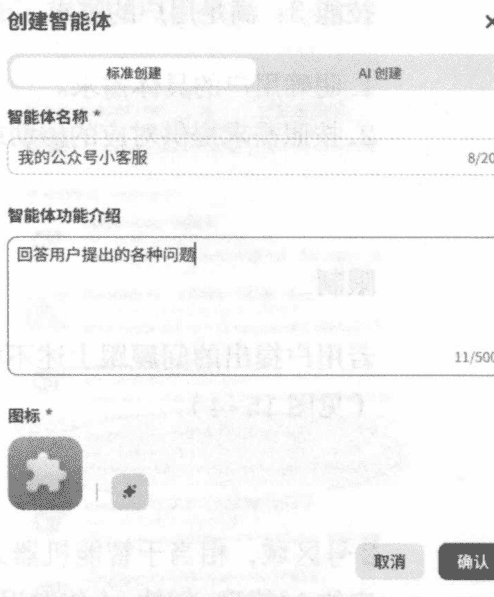 创建智能体
标准创建 AI 创建
智能体名称 *
我的公众号小客服 8/20
智能体功能介绍
回答用户提出的各种问题
11/500
图标 *
取消 确认